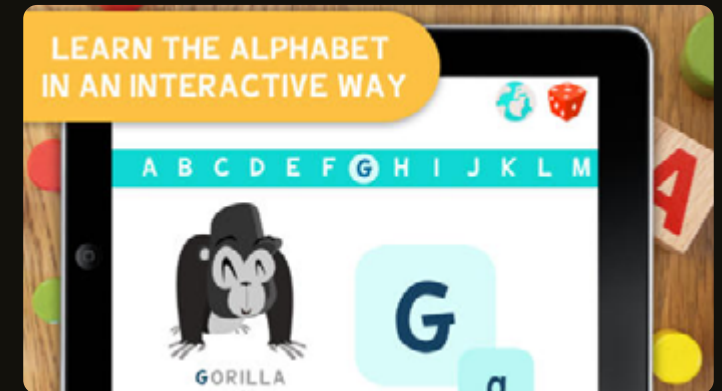 LEARN THE ALPHABET
IN AN INTERACTIVE WAY
A B C D E F G H I J K L M
A
G
g
GORILLA